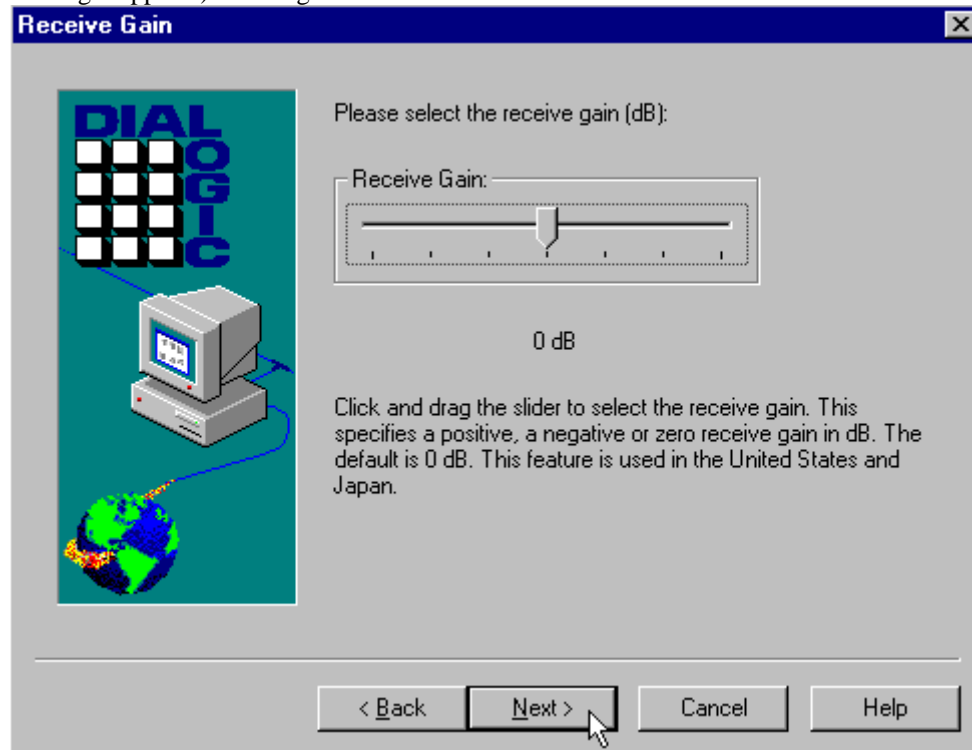 Receive Gain
DIALOGIC
Please select the receive gain (dB):
Receive Gain:
0 dB
Click and drag the slider to select the receive gain. This
specifies a positive, a negative or zero receive gain in dB. The
default is 0 dB. This feature is used in the United States and
Japan.
< Back
Next >
Cancel
Help